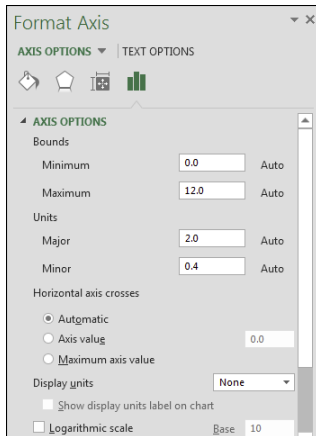 Format Axis
AXIS OPTIONS TEXT OPTIONS
AXIS OPTIONS
Bounds
Minimum 0.0 Auto
Maximum 12.0 Auto
Units
Major 2.0 Auto
Minor 0.4 Auto
Horizontal axis crosses
Automatic
Axis value 0.0
Maximum axis value
Display units None
Show display units label on chart
Logarithmic scale Base 10